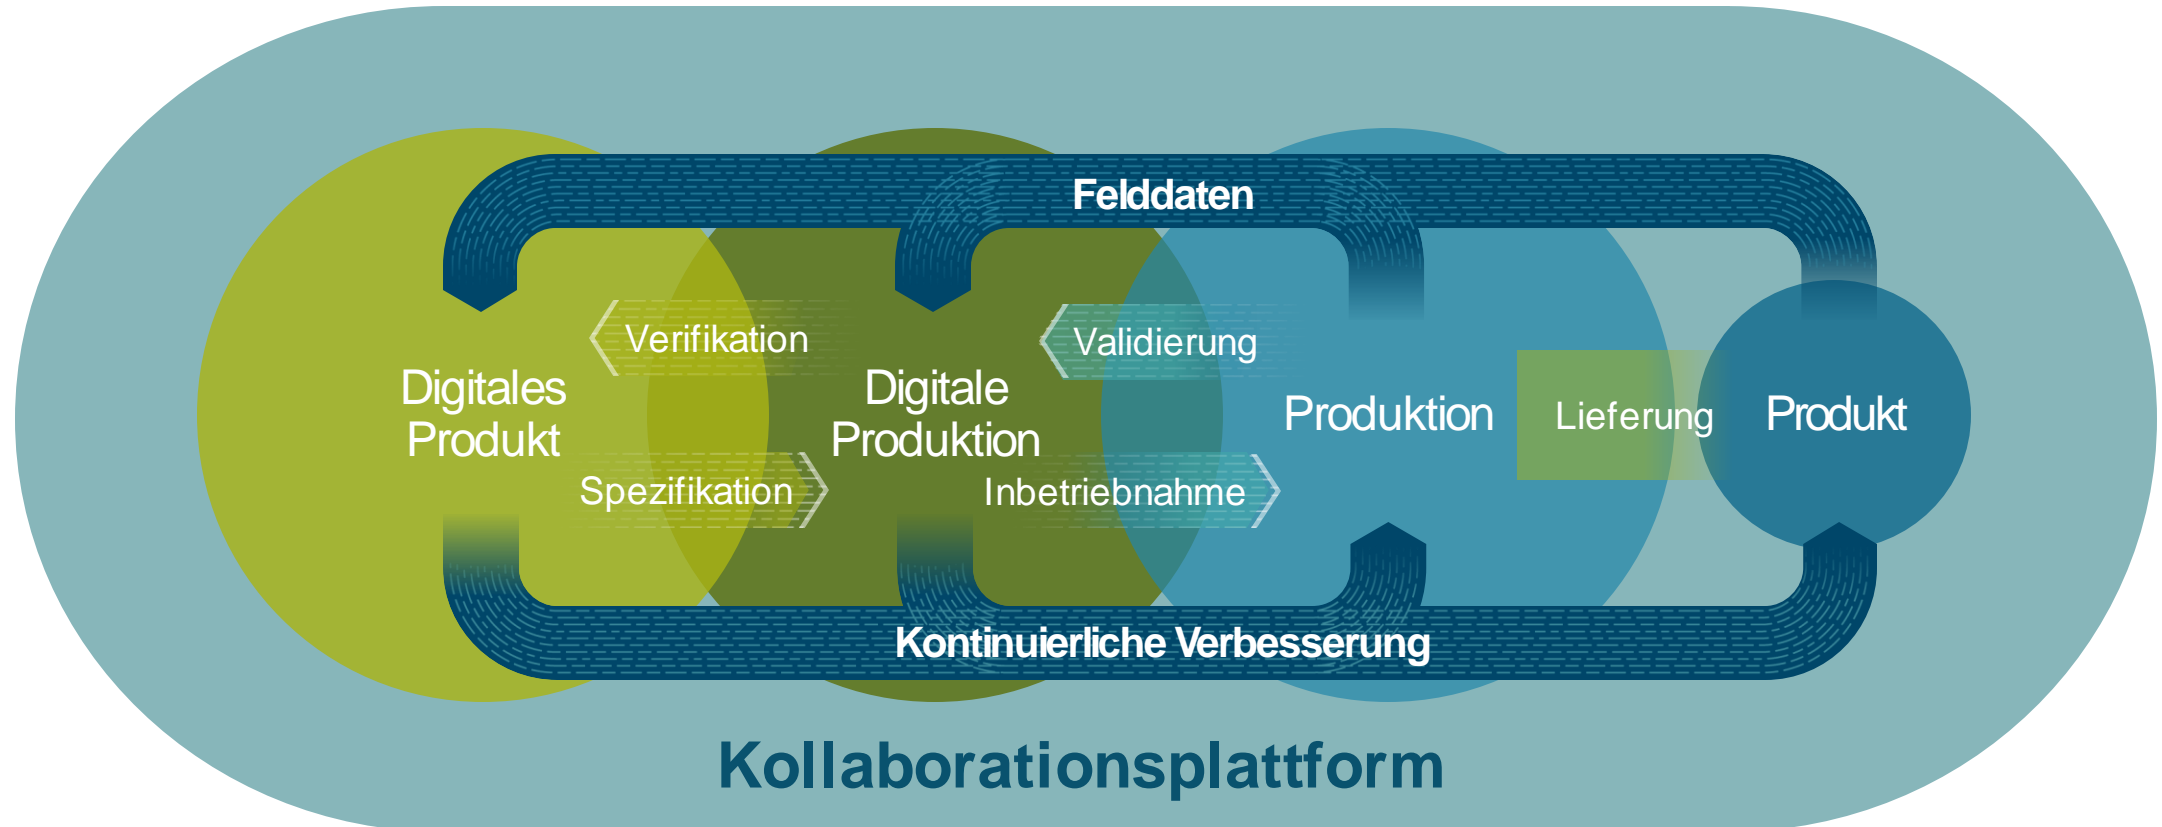 Felddaten
Verifikation
Validierung
Digitales
Produkt
Digitale
Produktion
Produktion
Lieferung
Produkt
Spezifikation
Inbetriebnahme
Kontinuierliche Verbesserung
Kollaborationsplattform